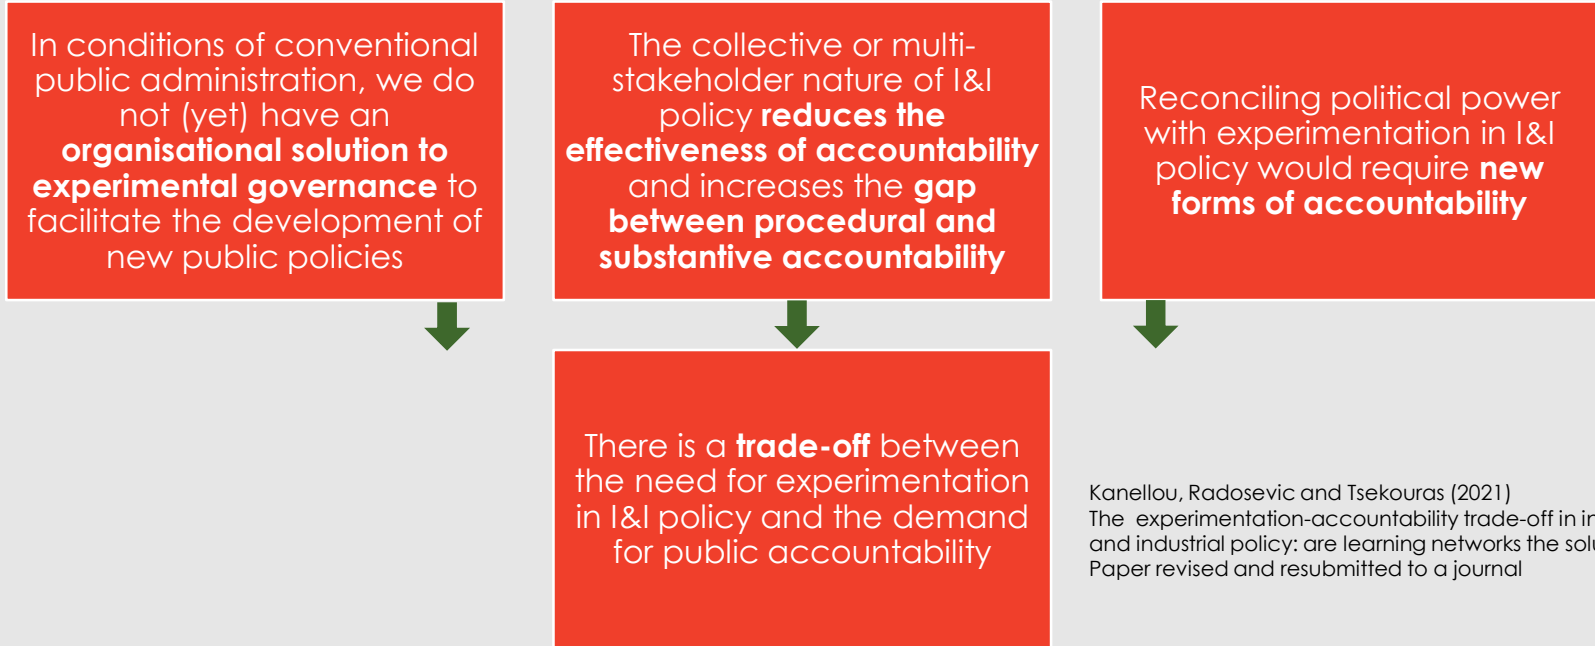 In conditions of conventional
public administration, we do
not (yet) have an
organisational solution to
experimental governance to
facilitate the development of
new public policies
The collective or multi-
stakeholder nature of I&I
policy reduces the
effectiveness of accountability
and increases the gap
between procedural and
substantive accountability
Reconciling political power
with experimentation in I&I
policy would require new
forms of accountability
There is a trade-off between
the need for experimentation
in I&I policy and the demand
for public accountability
Kanellou, Radosevic and Tsekouras (2021)
The experimentation-accountability trade-off in
and industrial policy: are learning networks the
Paper revised and resubmitted to a journal